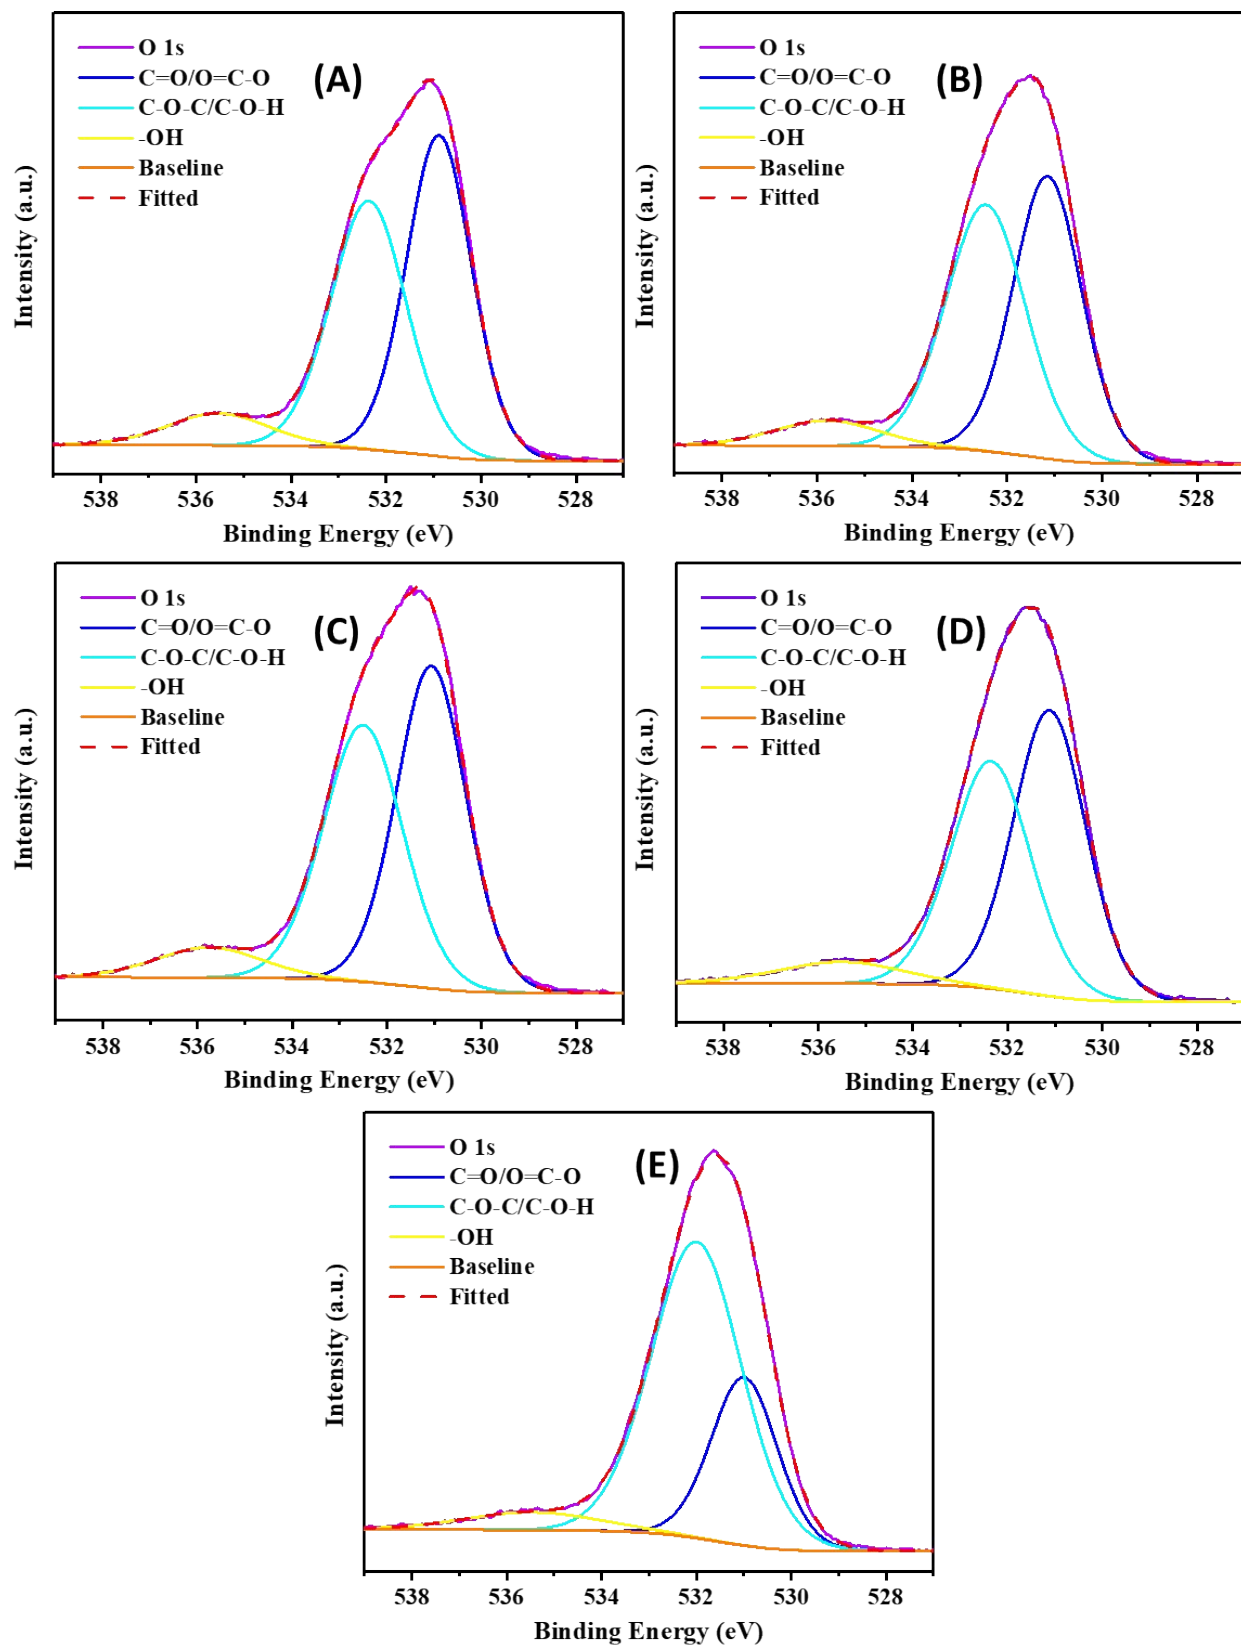 O 1s
C=O/O=C-O
C-O-C/C-O-H
-OH
Baseline
Fitted
(A)
Intensity (a.u.)
538 536 534 532 530 528
Binding Energy (eV)
O 1s
C=O/O=C-O
C-O-C/C-O-H
-OH
Baseline
Fitted
(B)
Intensity (a.u.)
538 536 534 532 530 528
Binding Energy (eV)
O 1s
C=O/O=C-O
C-O-C/C-O-H
-OH
Baseline
Fitted
(C)
Intensity (a.u.)
538 536 534 532 530 528
Binding Energy (eV)
O 1s
C=O/O=C-O
C-O-C/C-O-H
-OH
Baseline
Fitted
(D)
Intensity (a.u.)
538 536 534 532 530 528
Binding Energy (eV)
O 1s
C=O/O=C-O
C-O-C/C-O-H
-OH
Baseline
Fitted
(E)
Intensity (a.u.)
538 536 534 532 530 528
Binding Energy (eV)